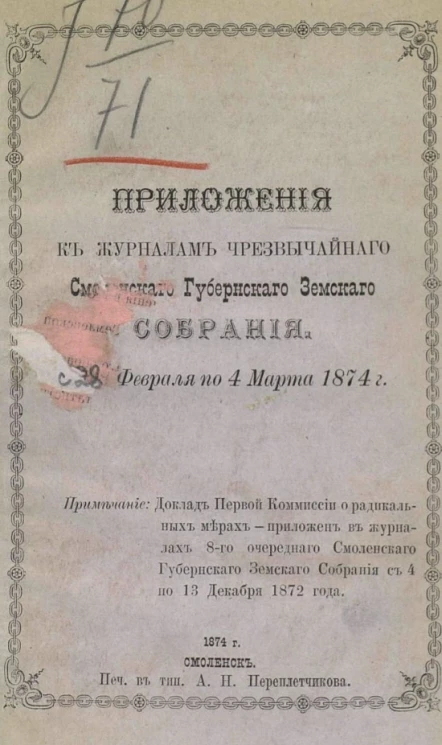 70
71
ПРИЛОЖЕНІЯ
КЪ ЖУРНАЛАМЪ ЧРЕЗВЫЧАЙНАГО
Губернскаго Земскаго
СОБРАНІЯ.
с 28 Февраля по 4 Марта 1874 г.
Примѣчаніе: Докладъ Первой Коммиссіи о радикаль-
ныхъ мѣрахъ — приложенъ въ журна-
лахъ 8-го очереднаго Смоленскаго
Губернскаго Земскаго Собранія съ 4
по 13 Декабря 1872 года.
1874 г.
СМОЛЕНСКЪ.
Печ. въ тип. А. Н. Переплетчикова.